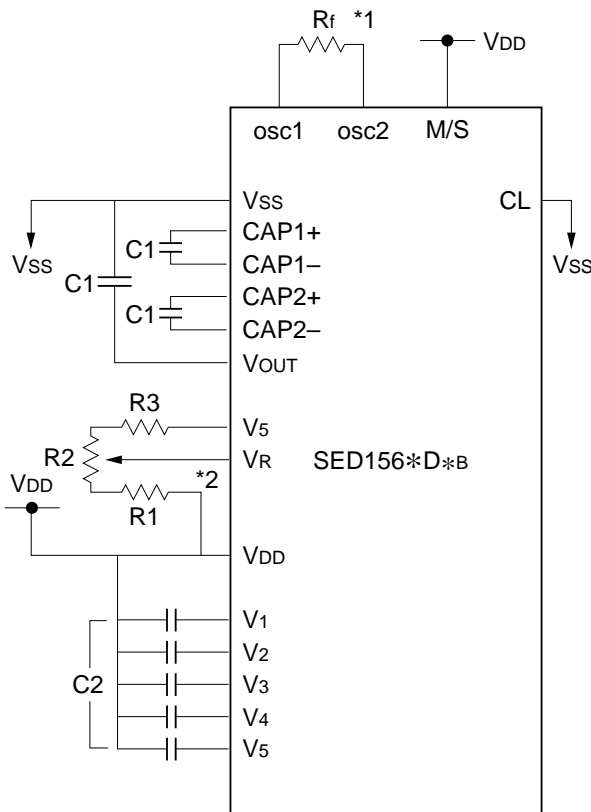 Rf *1
VDD
osc1 osc2 M/S
VSS CL
CAP1+
C1
CAP1–
VSS VSS
C1
CAP2+
C1
CAP2–
VOUT
R3
V5
R2 VR SED156*D*B
*2
VDD
R1
VDD
V1
V2
C2 V3
V4
V5